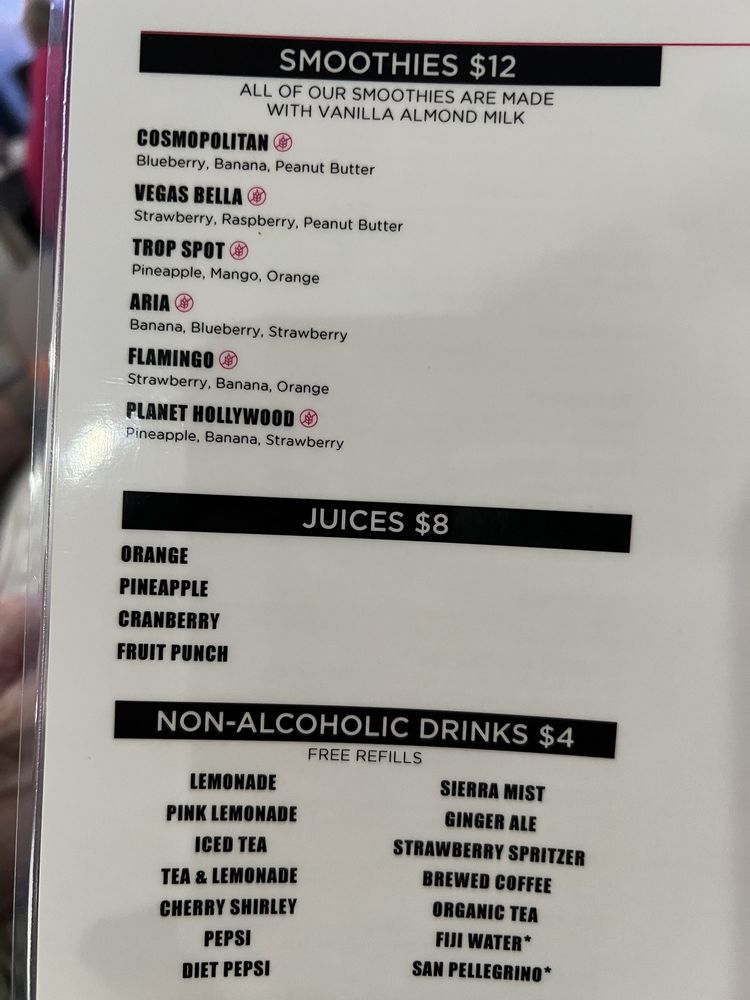 SMOOTHIES $12
ALL OF OUR SMOOTHIES ARE MADE
WITH VANILLA ALMOND MILK
COSMOPOLITAN
Blueberry, Banana, Peanut Butter
VEGAS BELLA
Strawberry, Raspberry, Peanut Butter
TROP SPOT
Pineapple, Mango, Orange
ARIA
Banana, Blueberry, Strawberry
FLAMINGO
Strawberry, Banana, Orange
PLANET HOLLYWOOD
Pineapple, Banana, Strawberry
JUICES $8
ORANGE
PINEAPPLE
CRANBERRY
FRUIT PUNCH
NON-ALCOHOLIC DRINKS $4
FREE REFILLS
LEMONADE
PINK LEMONADE
ICED TEA
TEA & LEMONADE
CHERRY SHIRLEY
PEPSI
DIET PEPSI
SIERRA MIST
GINGER ALE
STRAWBERRY SPRITZER
BREWED COFFEE
ORGANIC TEA
FIJI WATER*
SAN PELLEGRINO*